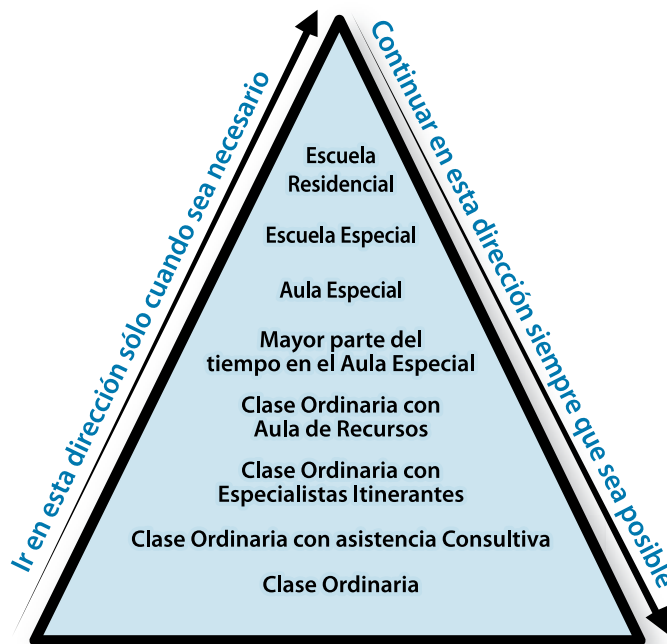 Ir en esta dirección sólo cuando sea necesario
Continuar en esta dirección siempre que sea posible
Escuela
Residencial
Escuela Especial
Aula Especial
Mayor parte del
tiempo en el Aula Especial
Clase Ordinaria con
Aula de Recursos
Clase Ordinaria con
Especialistas Itinerantes
Clase Ordinaria con asistencia Consultiva
Clase Ordinaria